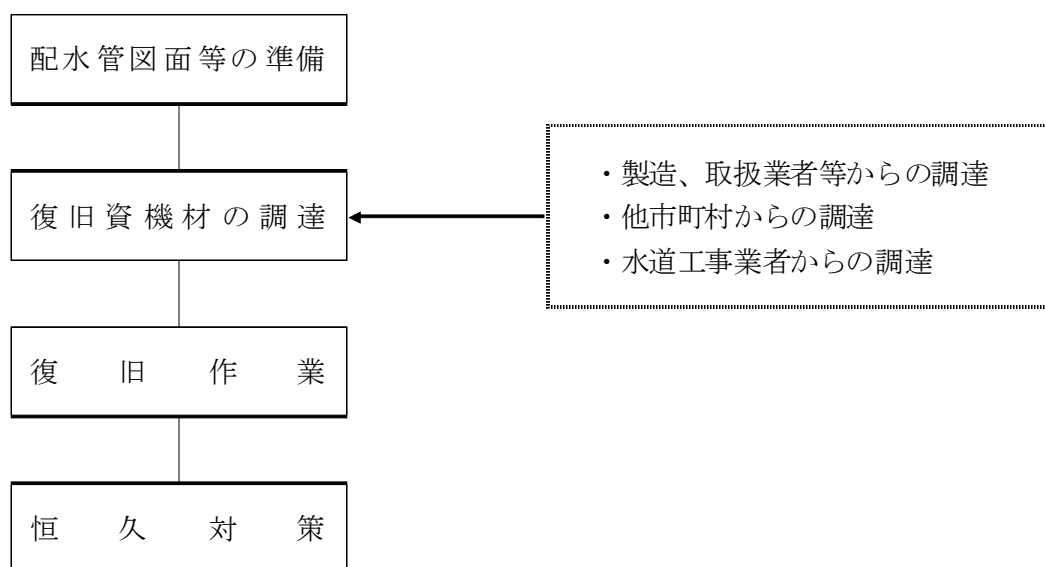 配水管図面等の準備
復旧資機材の調達
・製造、取扱業者等からの調達
・他市町村からの調達
・水道工事業者からの調達
復旧作業
恒久対策